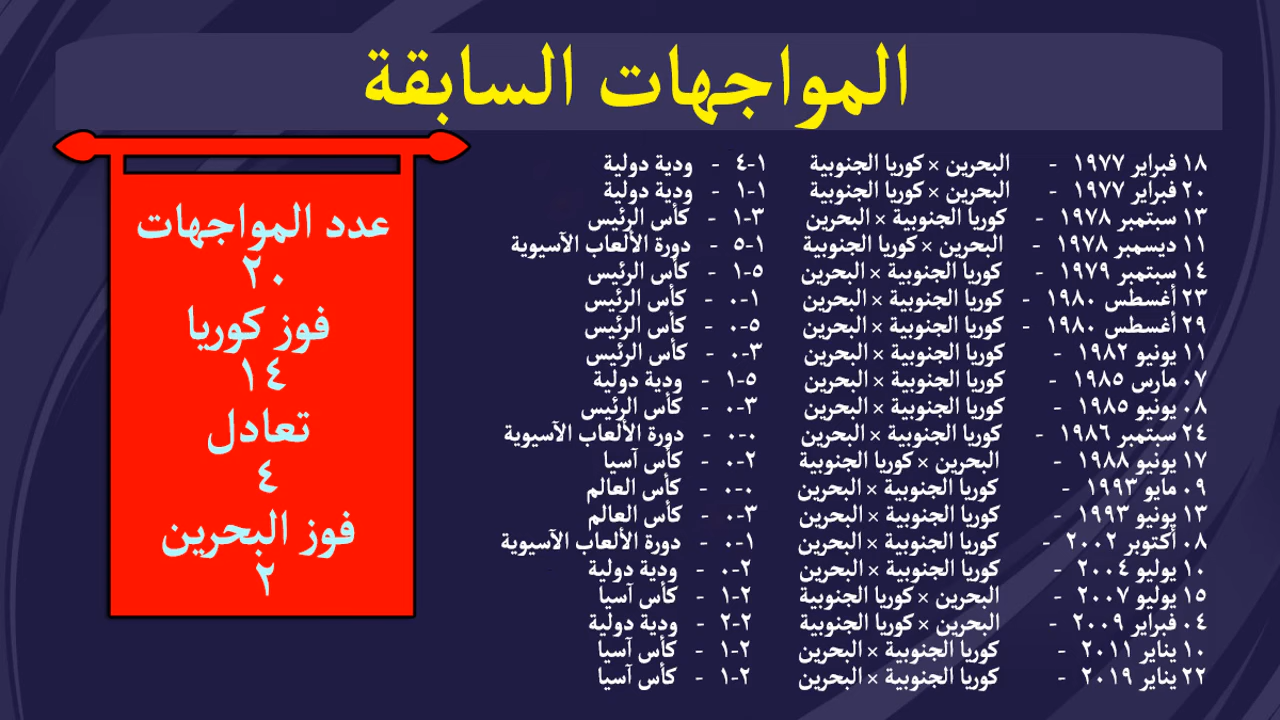 المواجهات السابقة
١٨ فبراير ١٩٧٧ - البحرين × كوريا الجنوبية ١-٤ - ودية دولية
٢٠ فبراير ١٩٧٧ - البحرين × كوريا الجنوبية ١-١ - ودية دولية
١٣ سبتمبر ١٩٧٨ - كوريا الجنوبية × البحرين ٣-١ - كأس الرئيس
١١ ديسمبر ١٩٧٨ - البحرين × كوريا الجنوبية ١-٥ - دورة الألعاب الآسيوية
١٤ سبتمبر ١٩٧٩ - كوريا الجنوبية × البحرين ٥-١ - كأس الرئيس
٢٣ أغسطس ١٩٨٠ - كوريا الجنوبية × البحرين ١-٠ - كأس الرئيس
٢٩ أغسطس ١٩٨٠ - كوريا الجنوبية × البحرين ٥-٠ - كأس الرئيس
١١ يونيو ١٩٨٢ - كوريا الجنوبية × البحرين ٣-٠ - كأس الرئيس
٠٧ مارس ١٩٨٥ - كوريا الجنوبية × البحرين ٥-١ - ودية دولية
٠٨ يونيو ١٩٨٥ - كوريا الجنوبية × البحرين ٣-٠ - كأس الرئيس
٢٤ سبتمبر ١٩٨٦ - كوريا الجنوبية × البحرين ٠-٠ - دورة الألعاب الآسيوية
١٧ يونيو ١٩٨٨ - البحرين × كوريا الجنوبية ٢-٠ - كأس آسيا
٠٩ مايو ١٩٩٣ - كوريا الجنوبية × البحرين ٠-٠ - كأس العالم
١٣ يونيو ١٩٩٣ - كوريا الجنوبية × البحرين ٣-٠ - كأس العالم
٠٨ أكتوبر ٢٠٠٢ - كوريا الجنوبية × البحرين ١-٠ - دورة الألعاب الآسيوية
١٠ يوليو ٢٠٠٤ - كوريا الجنوبية × البحرين ٢-٠ - ودية دولية
١٥ يوليو ٢٠٠٧ - البحرين × كوريا الجنوبية ٢-١ - كأس آسيا
٠٤ فبراير ٢٠٠٩ - البحرين × كوريا الجنوبية ٢-٢ - ودية دولية
١٠ يناير ٢٠١١ - كوريا الجنوبية × البحرين ٢-١ - كأس آسيا
٢٢ يناير ٢٠١٩ - كوريا الجنوبية × البحرين ٢-١ - كأس آسيا
عدد المواجهات
٢٠
فوز كوريا
١٤
تعادل
٤
فوز البحرين
٢